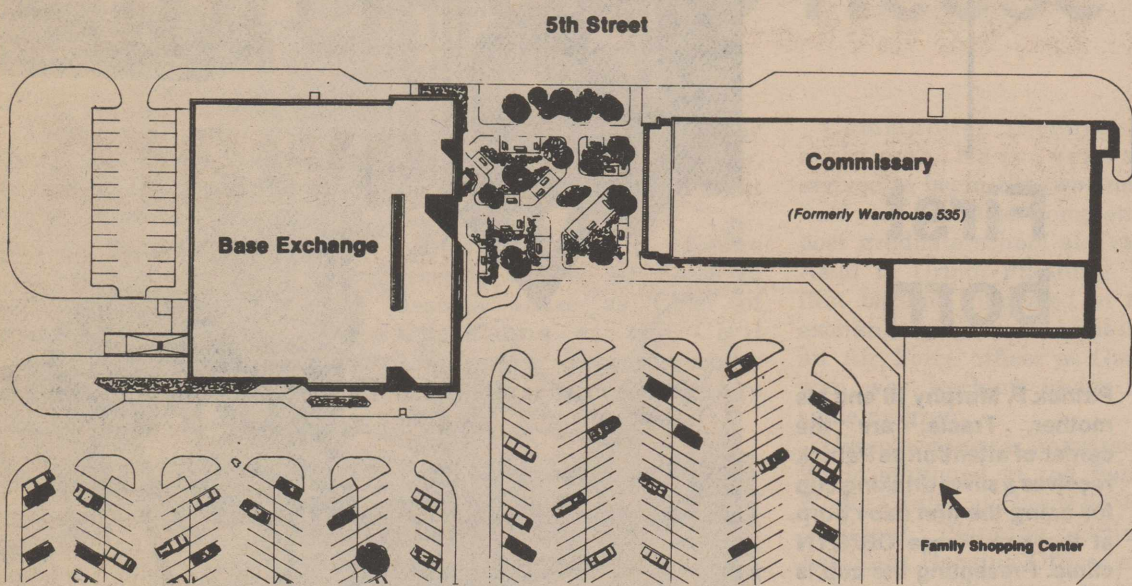 5th Street
Base Exchange
Commissary
(Formerly Warehouse 535)
Family Shopping Center